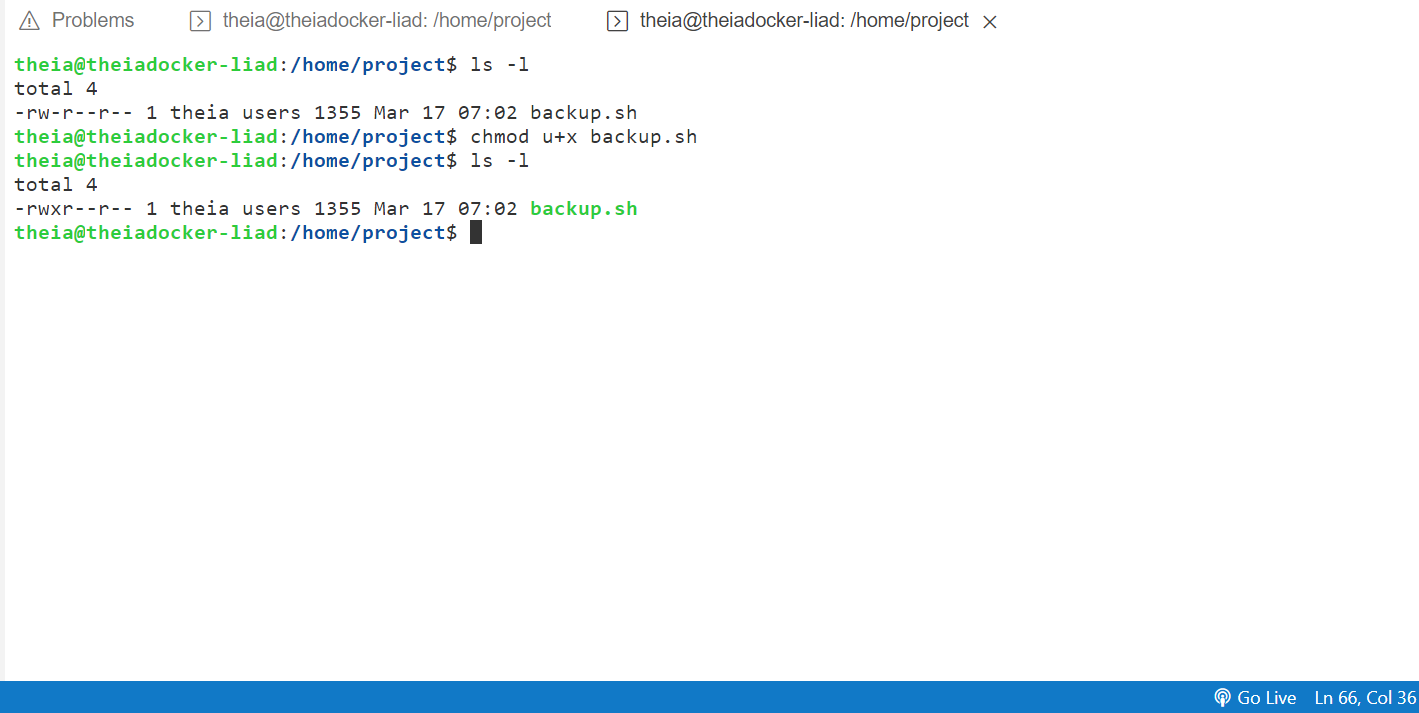 Problems theia@theiadocker-liad: /home/project theia@theiadocker-liad: /home/project
theia@theiadocker-liad:/home/project$ ls -l
total 4
-rw-r--r-- 1 theia users 1355 Mar 17 07:02 backup.sh
theia@theiadocker-liad:/home/project$ chmod u+x backup.sh
theia@theiadocker-liad:/home/project$ ls -l
total 4
-rwxr--r-- 1 theia users 1355 Mar 17 07:02 backup.sh
theia@theiadocker-liad:/home/project$
Go Live Ln 66, Col 36